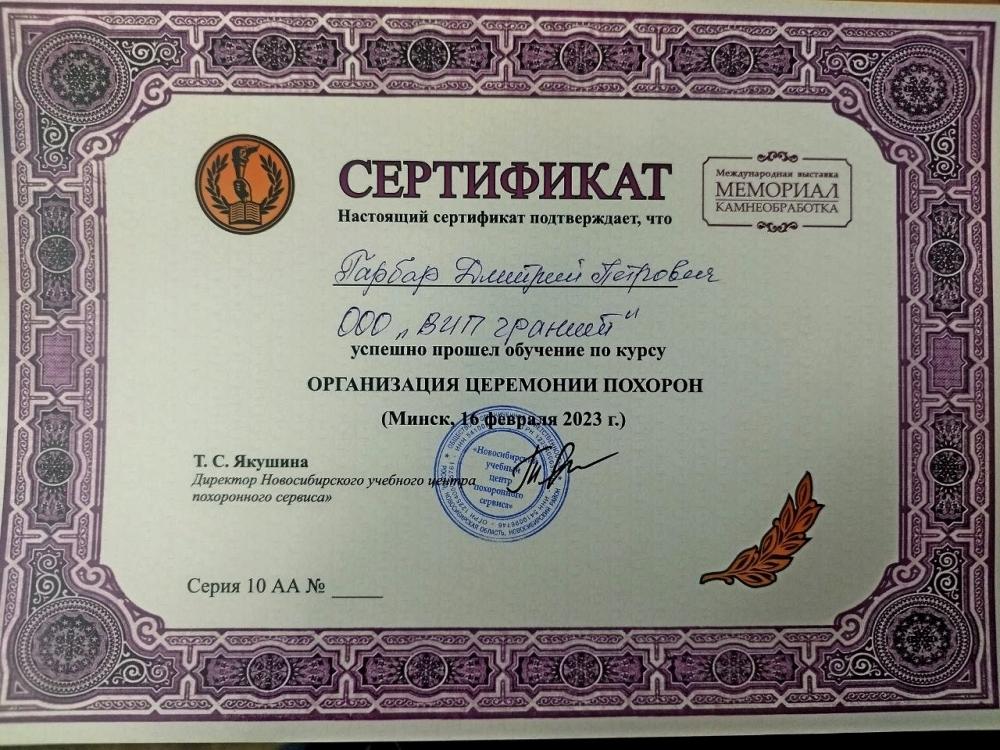 СЕРТИФИКАТ
Настоящий сертификат подтверждает, что
Международная выставка
МЕМОРИАЛ
КАМНЕОБРАБОТКА
Гарбар Дмитрий Петрович
ООО „ВИП гранит"
успешно прошел обучение по курсу
ОРГАНИЗАЦИЯ ЦЕРЕМОНИИ ПОХОРОН
(Минск, 16 февраля 2023 г.)
Т. С. Якушина
Директор Новосибирского учебного центра
похоронного сервиса»
«Новосибирский
учебный
центр
похоронного
сервиса»
Серия 10 АА № _____